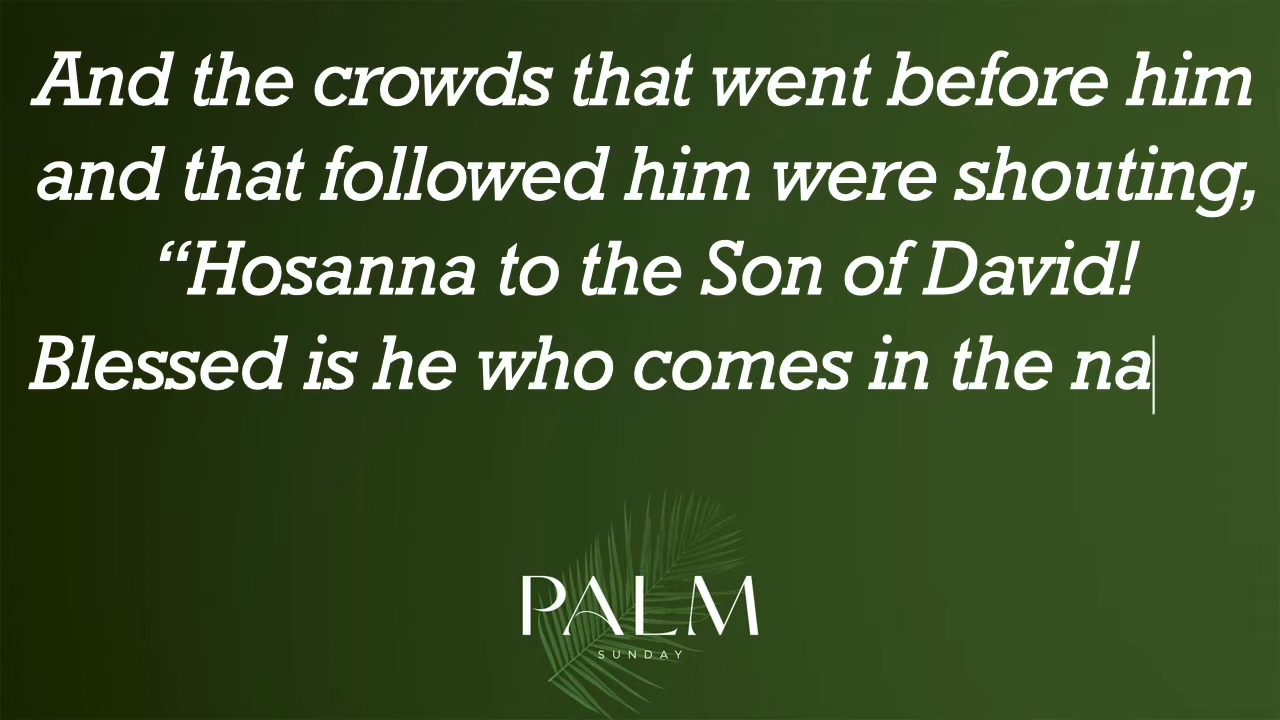 And the crowds that went before him
and that followed him were shouting,
“Hosanna to the Son of David!
Blessed is he who comes in the na
PALM
SUNDAY